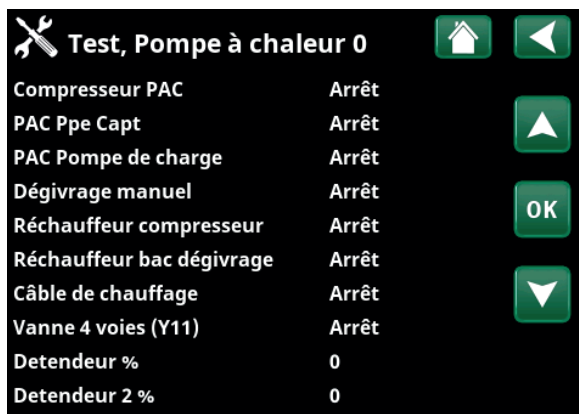 Test, Pompe à chaleur 0
Compresseur PAC Arrêt
PAC Ppe Capt Arrêt
PAC Pompe de charge Arrêt
Dégivrage manuel Arrêt
OK
Réchauffeur compresseur Arrêt
Réchauffeur bac dégivrage Arrêt
Câble de chauffage Arrêt
Vanne 4 voies (Y11) Arrêt
Detendeur % 0
Detendeur 2 % 0